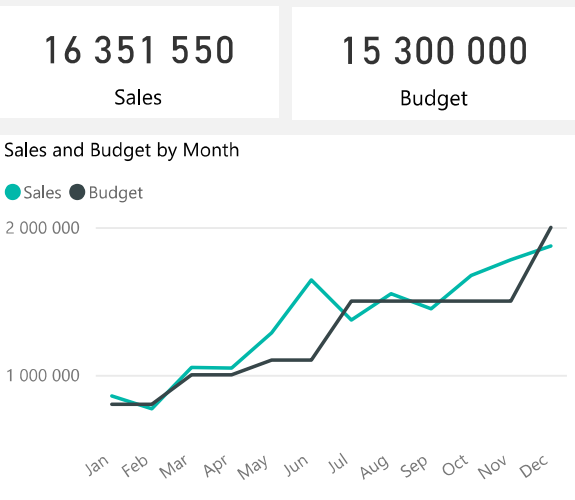 16 351 550
Sales
15 300 000
Budget
Sales and Budget by Month
Sales Budget
2 000 000
1 000 000
Jan Feb Mar Apr May Jun Jul Aug Sep Oct Nov Dec